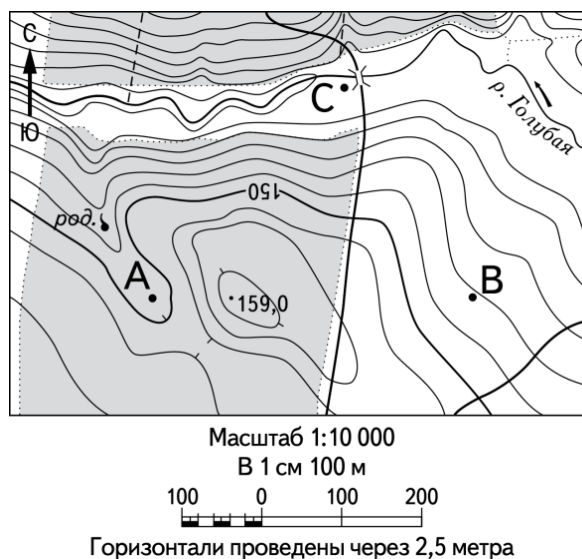 С
Ю
С
р. Голубая
150
род.
А
159,0
В
Масштаб 1:10 000
В 1 см 100 м
100 0 100 200
Горизонтали проведены через 2,5 метра